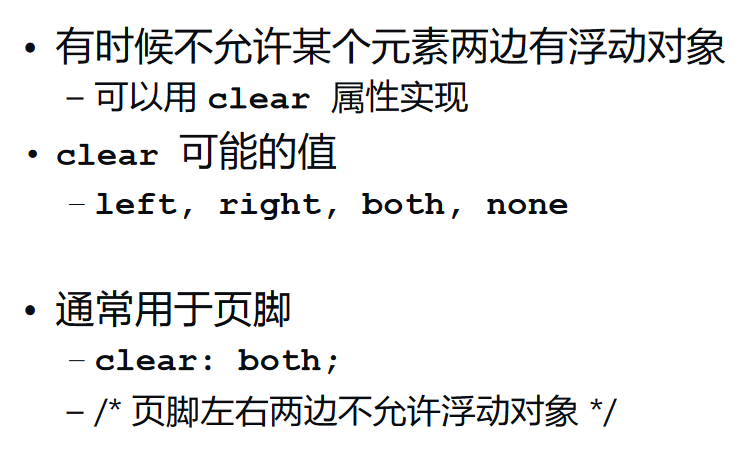 • 有时候不允许某个元素两边有浮动对象
– 可以用 clear 属性实现
• clear 可能的值
– left, right, both, none
• 通常用于页脚
– clear: both;
– /* 页脚左右两边不允许浮动对象 */